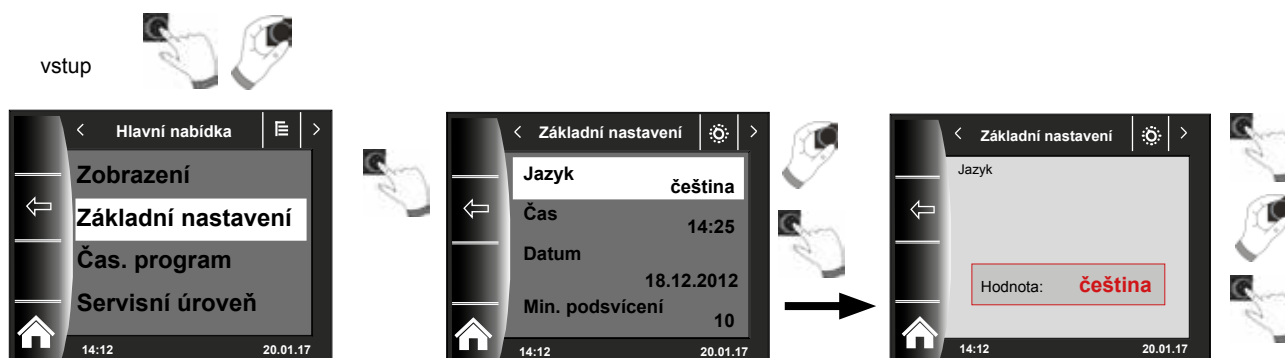 vstup
Hlavní nabídka
Zobrazení
Základní nastavení
Čas. program
Servisní úroveň
14:12 20.01.17
Základní nastavení
Jazyk
čeština
Čas
14:25
Datum
18.12.2012
Min. podsvícení
10
14:12 20.01.17
Základní nastavení
Jazyk
Hodnota: čeština
14:12 20.01.17